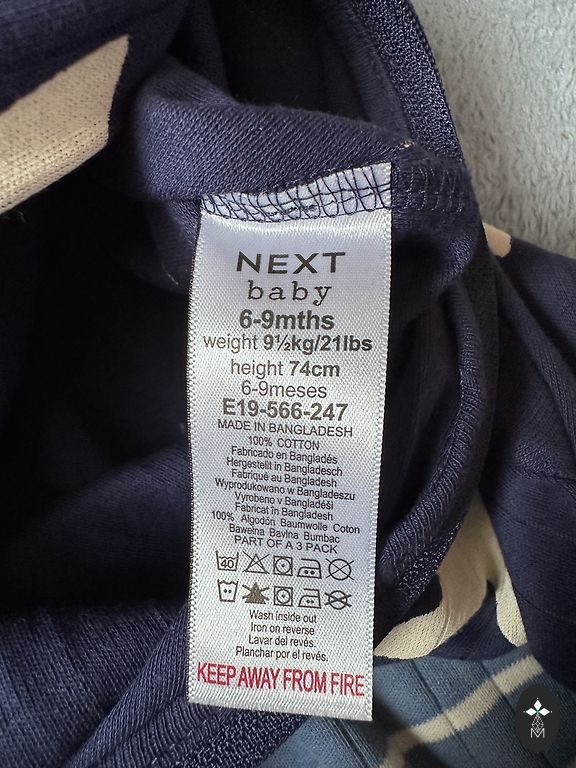 NEXT
baby
6-9mths
weight 9½kg/21lbs
height 74cm
6-9meses
E19-566-247
MADE IN BANGLADESH
100% COTTON
Fabricado en Bangladés
Hergestellt in Bangladesch
Fabriqué au Bangladesh
Wyprodukowano w Bangladeszu
Vyrobeno v Bangladéši
Fabricat în Bangladesh
100% Algodón Baumwolle Coton
Bawełna Bavlna Bumbac
PART OF A 3 PACK
40
Wash inside out
Iron on reverse
Lavar del revés.
Planchar por el revés.
KEEP AWAY FROM FIRE
M